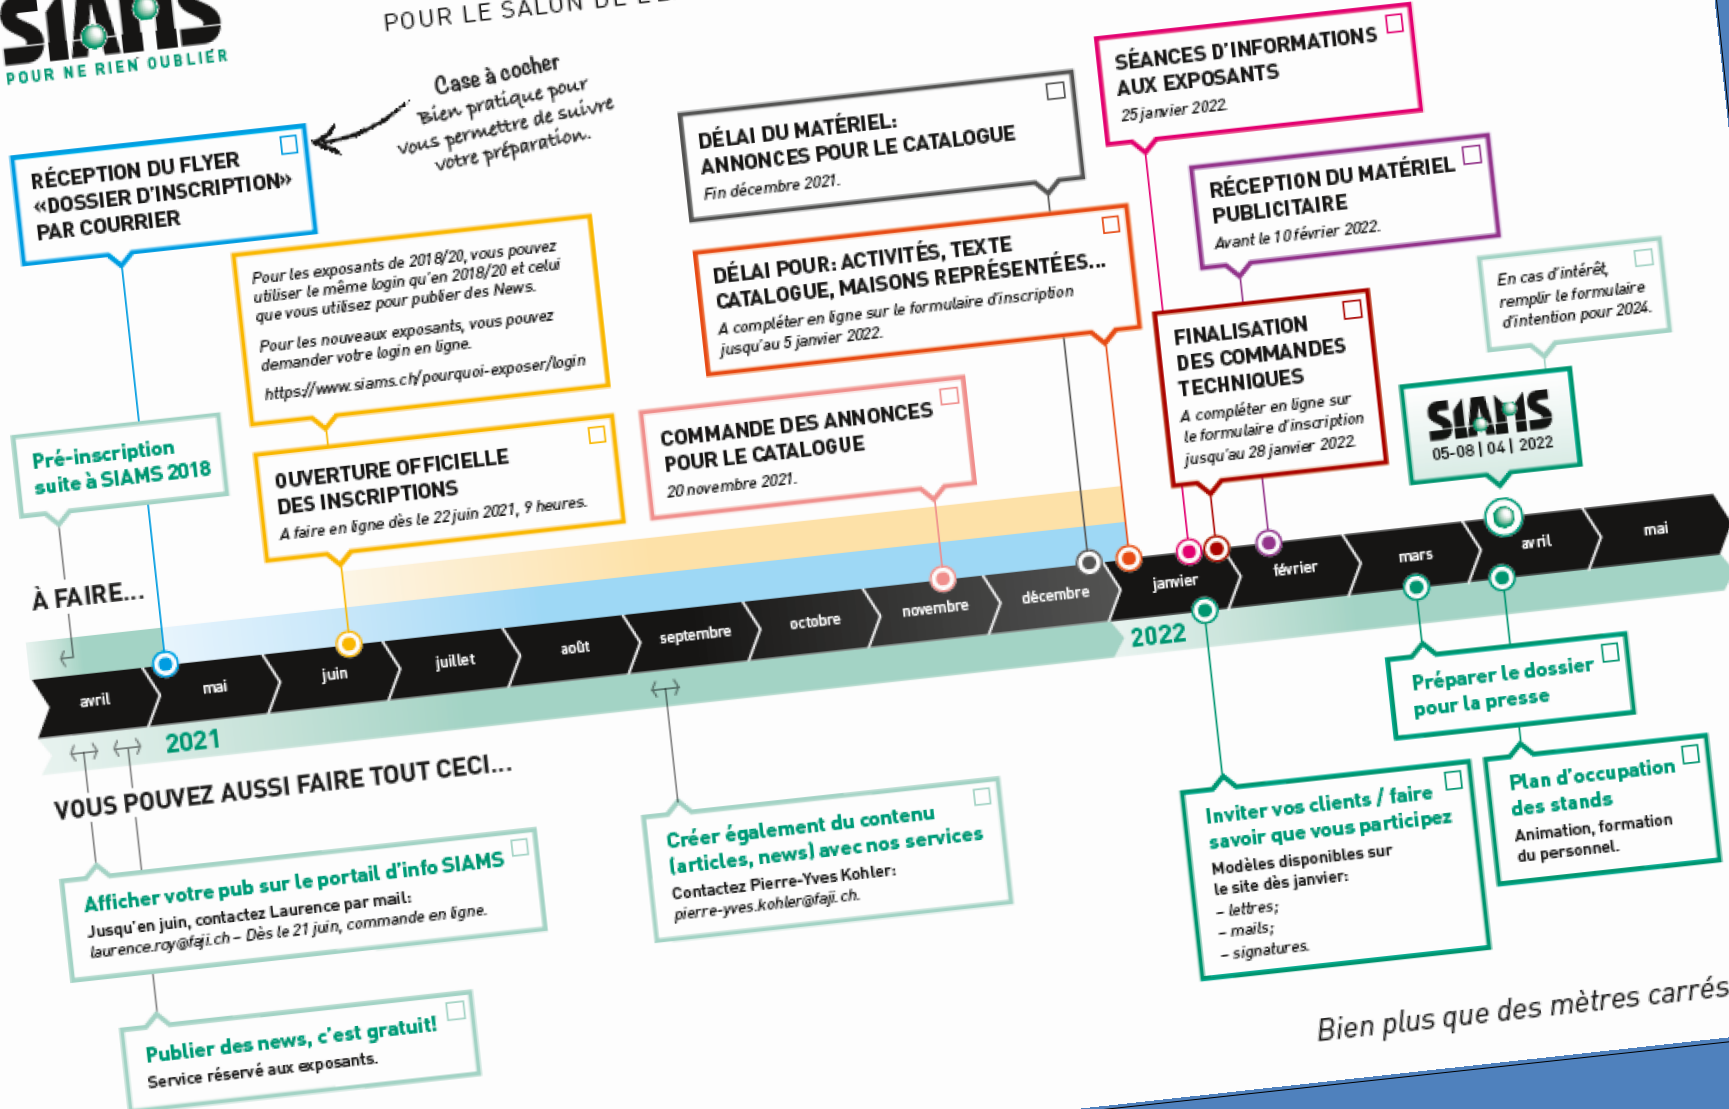 SIAMS
POUR NE RIEN OUBLIER
POUR LE SALON DE
Case à cocher
Bien pratique pour
vous permettre de suivre
votre préparation.
RÉCEPTION DU FLYER
«DOSSIER D'INSCRIPTION»
PAR COURRIER
Pour les exposants de 2018/20, vous pouvez
utiliser le même login qu'en 2018/20 et celui
que vous utilisez pour publier des News.
Pour les nouveaux exposants, vous pouvez
demander votre login en ligne.
https://www.siams.ch/pourquoi-exposer/login
Pré-inscription
suite à SIAMS 2018
OUVERTURE OFFICIELLE
DES INSCRIPTIONS
A faire en ligne dès le 22 juin 2021, 9 heures.
DÉLAI DU MATÉRIEL:
ANNONCES POUR LE CATALOGUE
Fin décembre 2021.
DÉLAI POUR: ACTIVITÉS, TEXTE
CATALOGUE, MAISONS REPRÉSENTÉES...
A compléter en ligne sur le formulaire d'inscription
jusqu'au 5 janvier 2022.
COMMANDE DES ANNONCES
POUR LE CATALOGUE
20 novembre 2021.
SÉANCES D'INFORMATIONS
AUX EXPOSANTS
25 janvier 2022.
RÉCEPTION DU MATÉRIEL
PUBLICITAIRE
Avant le 10 février 2022.
FINALISATION
DES COMMANDES
TECHNIQUES
A compléter en ligne sur
le formulaire d'inscription
jusqu'au 28 janvier 2022.
En cas d'intérêt,
remplir le formulaire
d'intention pour 2024.
SIAMS
05-08 | 04 | 2022
À FAIRE...
avril
mai
juin
juillet
août
septembre
octobre
novembre
décembre
janvier
février
mars
avril
mai
2021
2022
VOUS POUVEZ AUSSI FAIRE TOUT CECI...
Afficher votre pub sur le portail d'info SIAMS
Jusqu'en juin, contactez Laurence par mail:
laurence.roy@faji.ch – Dès le 21 juin, commande en ligne.
Publier des news, c'est gratuit!
Service réservé aux exposants.
Créer également du contenu
(articles, news) avec nos services
Contactez Pierre-Yves Kohler:
pierre-yves.kohler@faji.ch.
Inviter vos clients / faire
savoir que vous participez
Modèles disponibles sur
le site dès janvier:
– lettres;
– mails;
– signatures.
Préparer le dossier
pour la presse
Plan d'occupation
des stands
Animation, formation
du personnel.
Bien plus que des mètres carrés